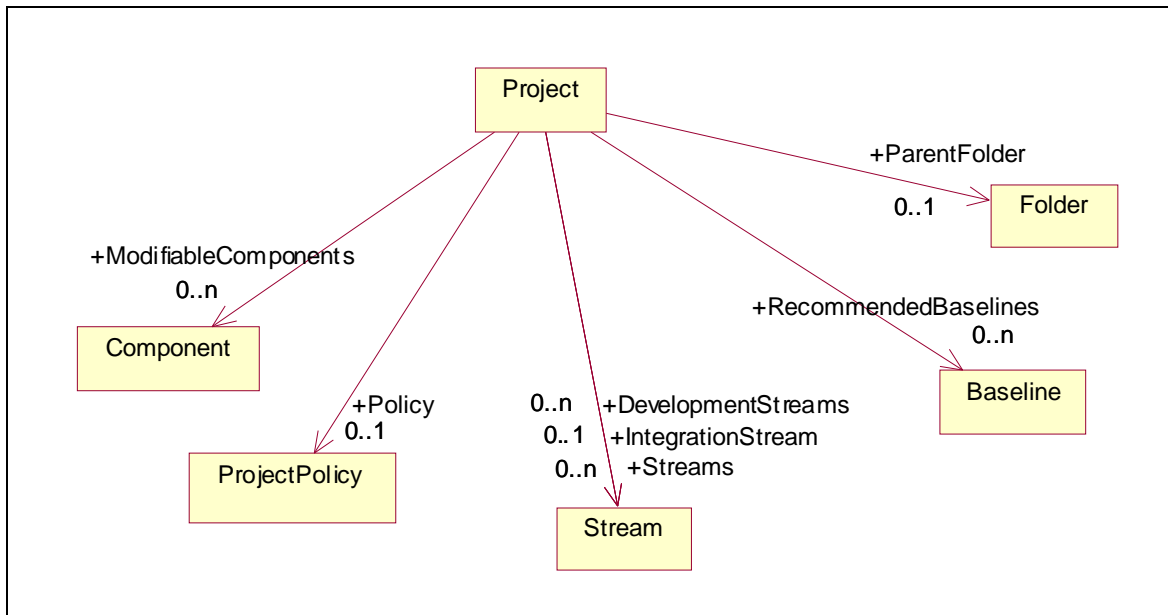 Project
+ParentFolder
0..1
Folder
+ModifiableComponents
0..n
Component
+RecommendedBaselines
0..n
Baseline
+Policy
0..1
ProjectPolicy
0..n +DevelopmentStreams
0..1 +IntegrationStream
0..n +Streams
Stream